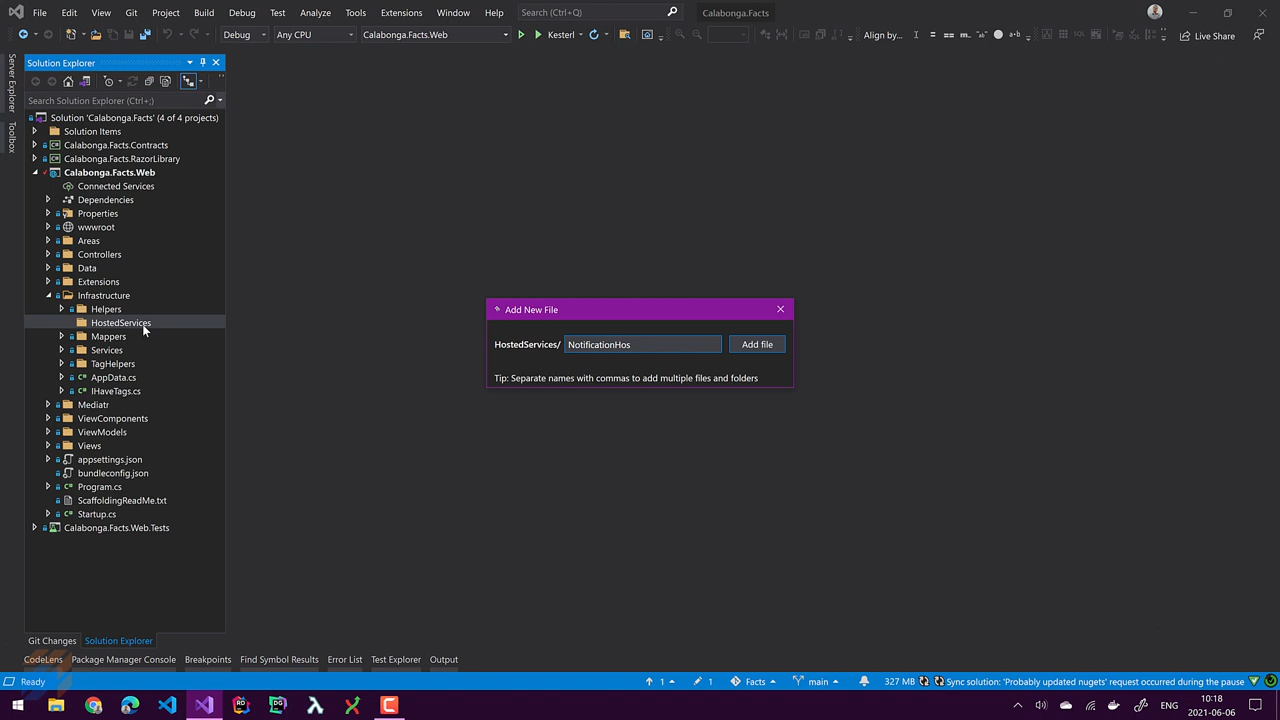 File Edit View Git Project Build Debug Test Analyze Tools Extensions Window Help Search (Ctrl+Q) Calabonga.Facts
Debug Any CPU Calabonga.Facts.Web Kestrel Align by: Live Share
Server Explorer
Toolbox
Solution Explorer
Search Solution Explorer (Ctrl+;)
Solution 'Calabonga.Facts' (4 of 4 projects)
Solution Items
Calabonga.Facts.Contracts
Calabonga.Facts.RazorLibrary
Calabonga.Facts.Web
Connected Services
Dependencies
Properties
wwwroot
Areas
Controllers
Data
Extensions
Infrastructure
Helpers
HostedServices
Mappers
Services
TagHelpers
AppData.cs
IHaveTags.cs
Mediatr
ViewComponents
ViewModels
Views
appsettings.json
bundleconfig.json
Program.cs
ScaffoldingReadMe.txt
Startup.cs
Calabonga.Facts.Web.Tests
Add New File
HostedServices/ NotificationHos Add file
Tip: Separate names with commas to add multiple files and folders
Git Changes Solution Explorer
CodeLens Package Manager Console Breakpoints Find Symbol Results Error List Test Explorer Output
Ready 1 1 Facts main 327 MB Sync solution: 'Probably updated nugets' request occurred during the pause
ENG 10:18
2021-06-06